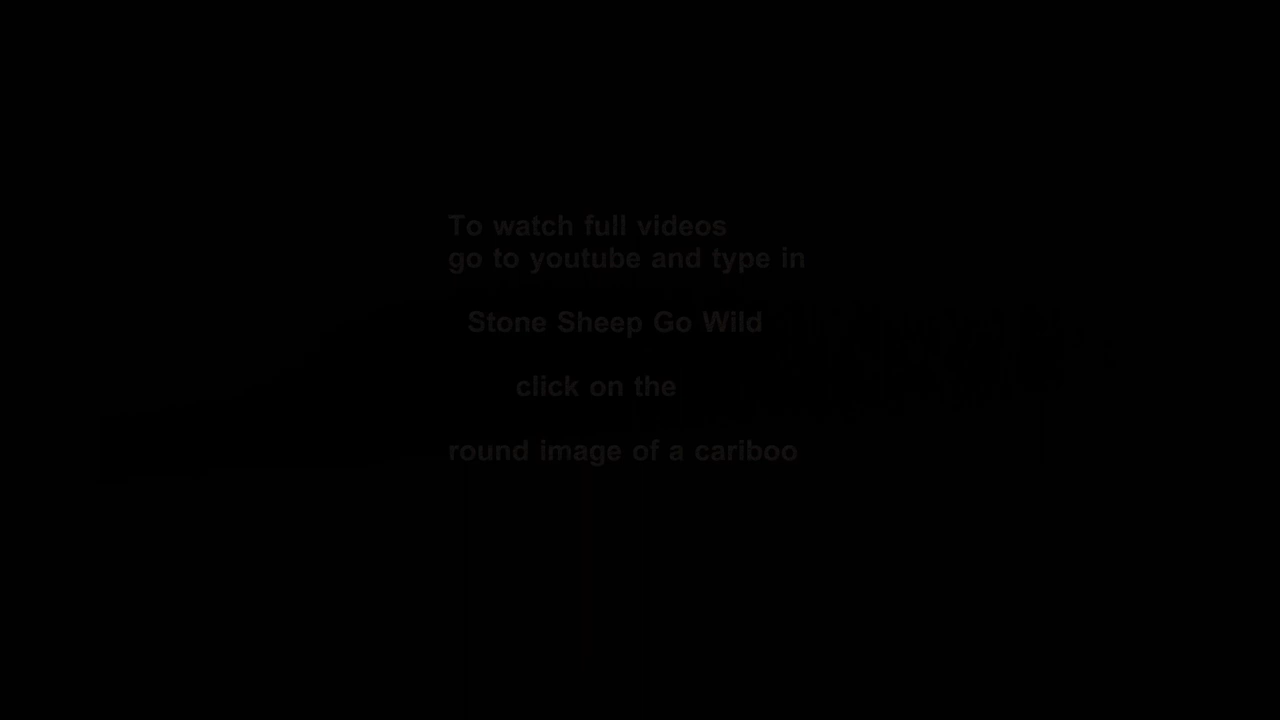 To watch full videos
go to youtube and type in
Stone Sheep Go Wild
click on the
round image of a cariboo